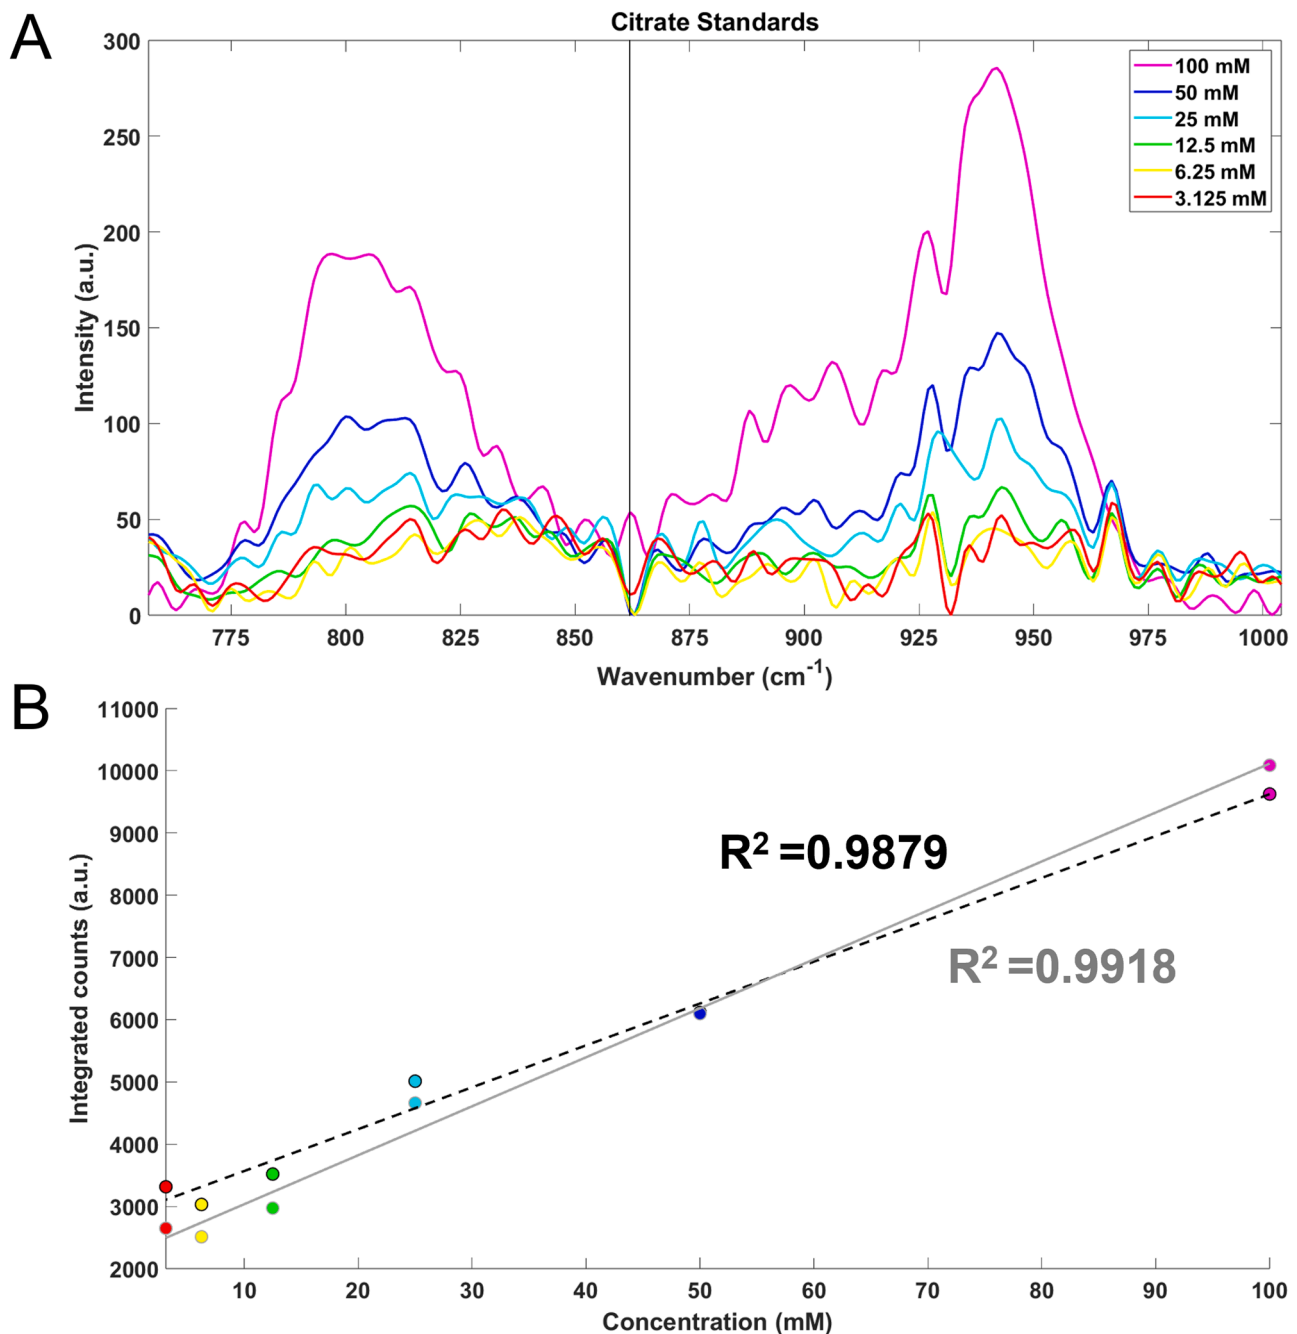 A
Citrate Standards
300
250
200
150
100
50
0
Intensity (a.u.)
100 mM
50 mM
25 mM
12.5 mM
6.25 mM
3.125 mM
775 800 825 850 875 900 925 950 975 1000
Wavenumber (cm⁻¹)
B
11000
10000
9000
8000
7000
6000
5000
4000
3000
2000
Integrated counts (a.u.)
R² =0.9879
R² =0.9918
10 20 30 40 50 60 70 80 90 100
Concentration (mM)